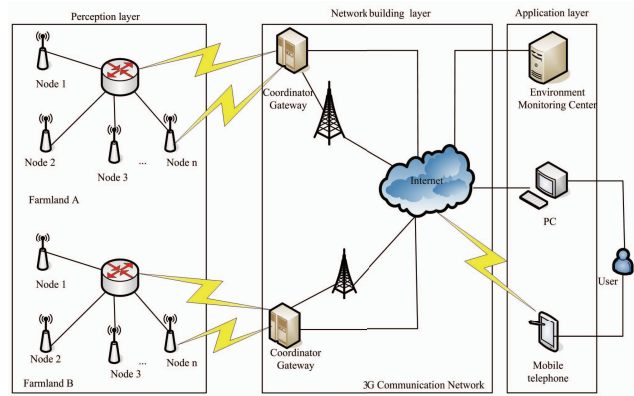 Perception layer
Network building layer
Application layer
Node 1
Node 2
Node 3
...
Node n
Farmland A
Coordinator
Gateway
Environment
Monitoring Center
Internet
PC
User
Node 1
Node 2
Node 3
...
Node n
Farmland B
Coordinator
Gateway
3G Communication Network
Mobile
telephone